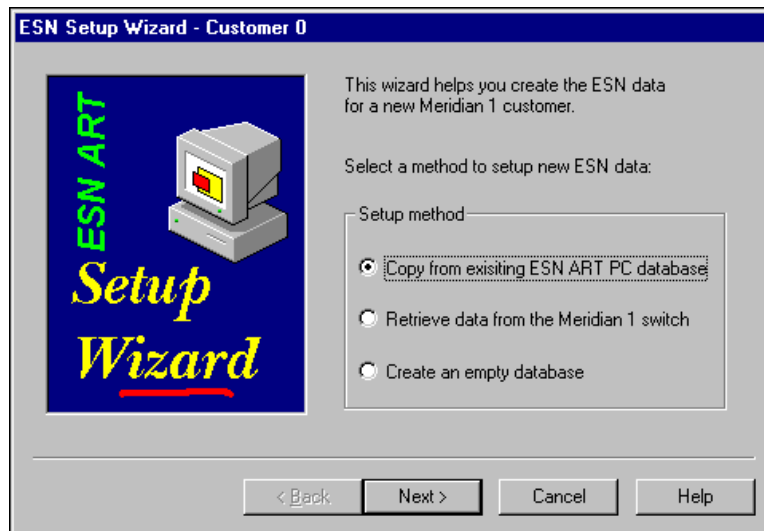 ESN Setup Wizard - Customer 0
ESN ART
Setup
Wizard
This wizard helps you create the ESN data
for a new Meridian 1 customer.
Select a method to setup new ESN data:
Setup method
Copy from exisiting ESN ART PC database
Retrieve data from the Meridian 1 switch
Create an empty database
< Back
Next >
Cancel
Help